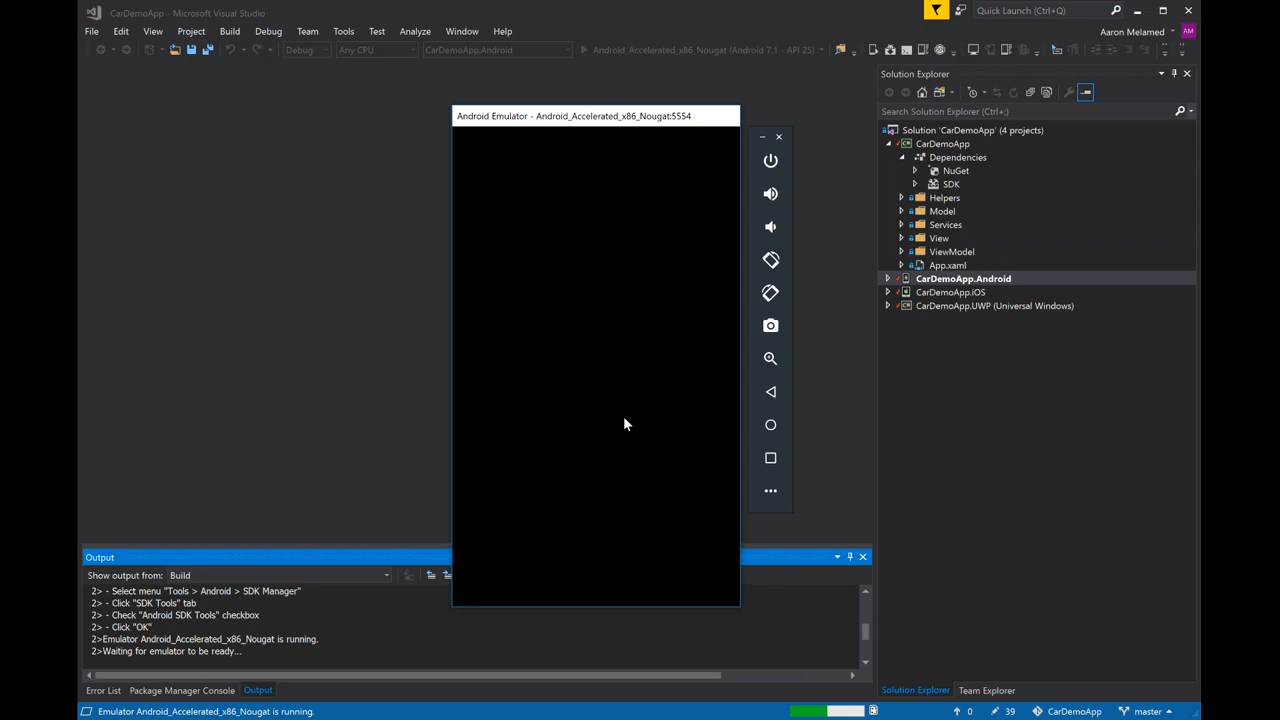 CarDemoApp - Microsoft Visual Studio
Quick Launch (Ctrl+Q)
File Edit View Project Build Debug Team Tools Test Analyze Window Help
Aaron Melamed AM
Debug Any CPU CarDemoApp.Android Android_Accelerated_x86_Nougat (Android 7.1 - API 25)
Solution Explorer
Search Solution Explorer (Ctrl+;)
Solution 'CarDemoApp' (4 projects)
CarDemoApp
Dependencies
NuGet
SDK
Helpers
Model
Services
View
ViewModel
App.xaml
CarDemoApp.Android
CarDemoApp.iOS
CarDemoApp.UWP (Universal Windows)
Android Emulator - Android_Accelerated_x86_Nougat:5554
Output
Show output from: Build
2> - Select menu "Tools > Android > SDK Manager"
2> - Click "SDK Tools" tab
2> - Check "Android SDK Tools" checkbox
2> - Click "OK"
2>Emulator Android_Accelerated_x86_Nougat is running.
2>Waiting for emulator to be ready...
Error List Package Manager Console Output
Solution Explorer Team Explorer
Emulator Android_Accelerated_x86_Nougat is running.
0 39 CarDemoApp master